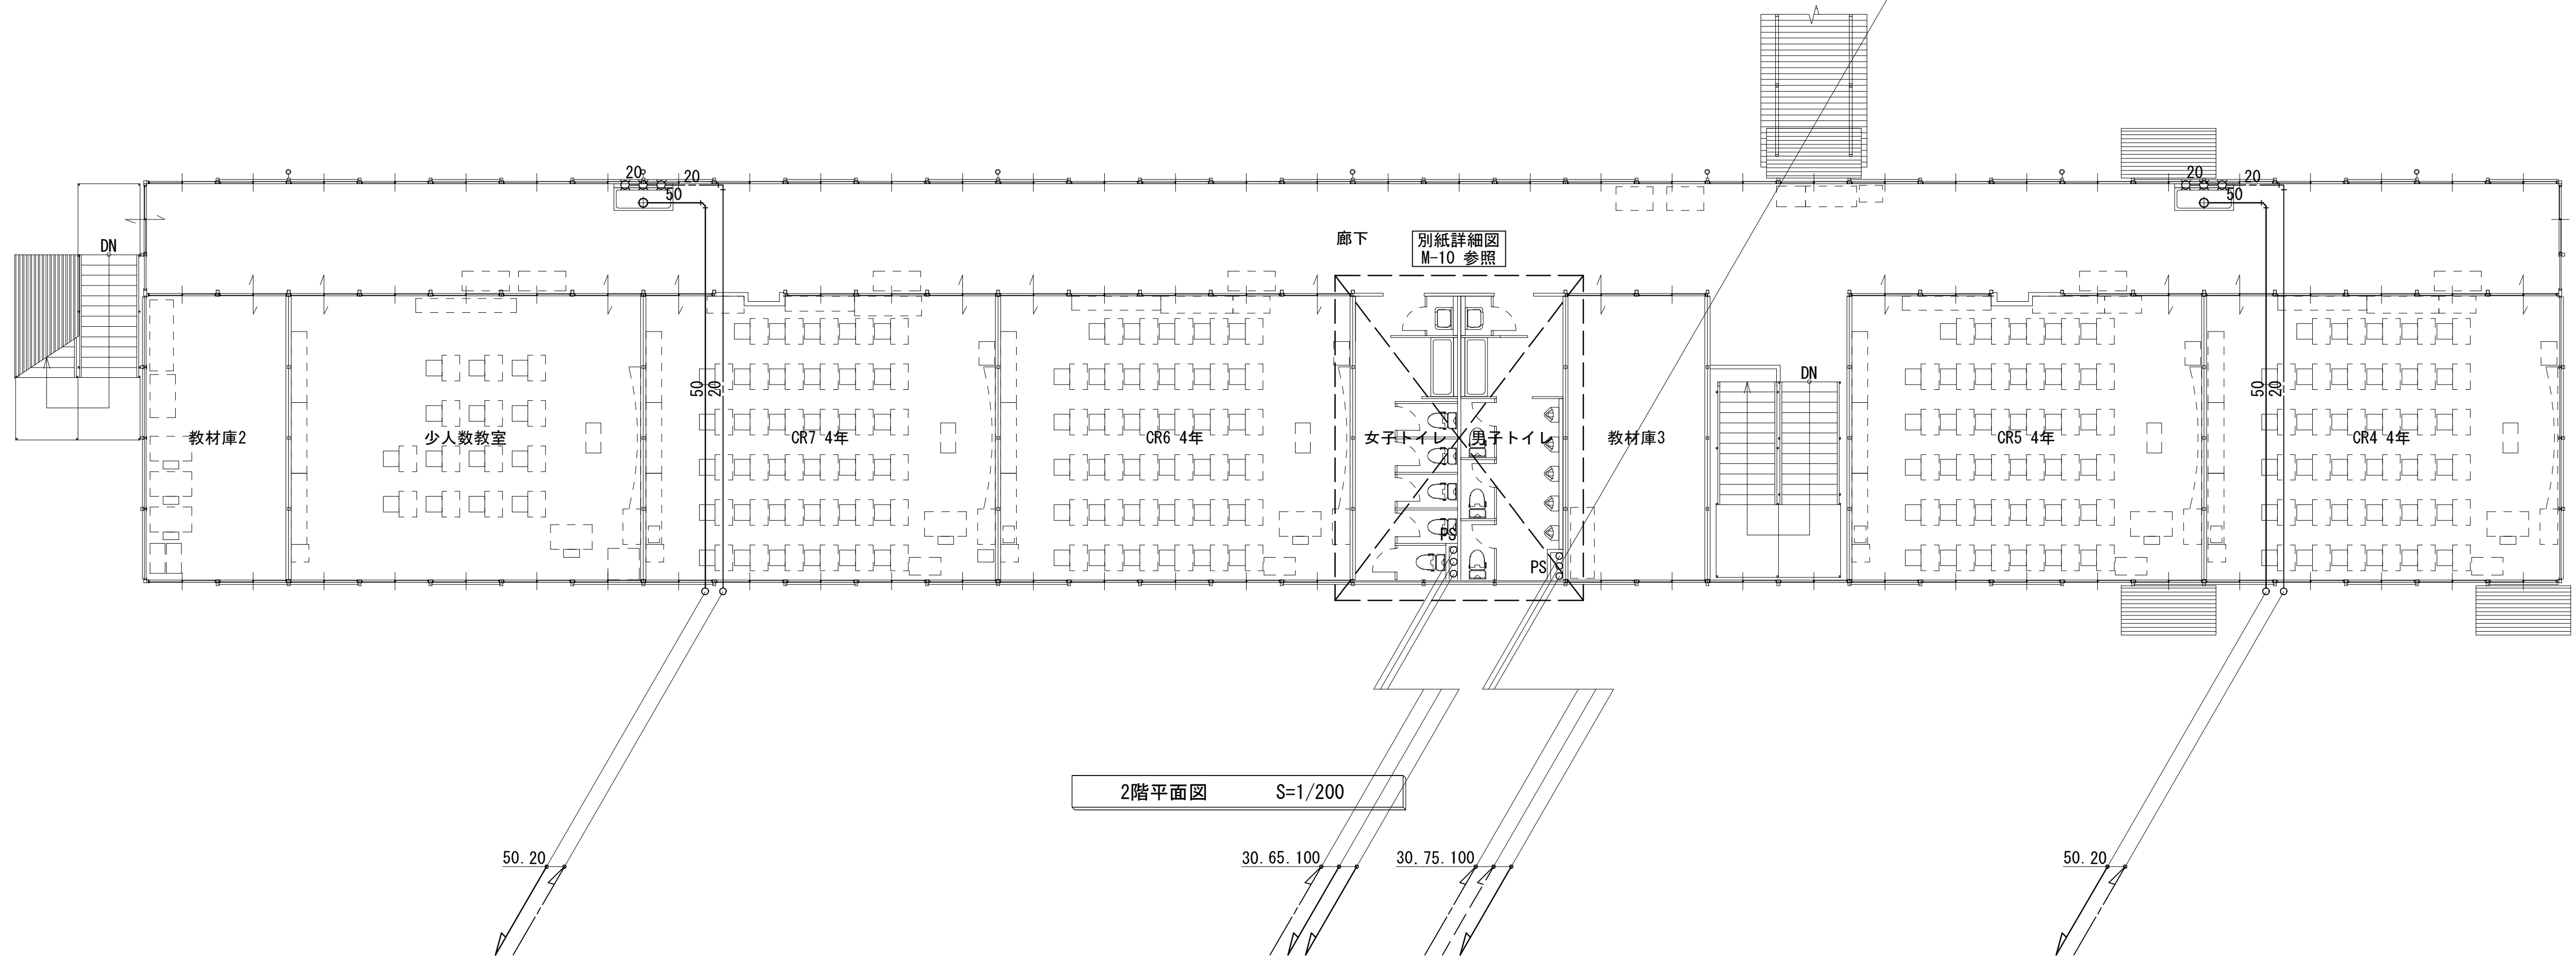 20
20
50
20
20
50
廊下
別紙詳細図
M-10 参照
DN
DN
50
20
50
20
教材庫2
少人数教室
CR7 4年
CR6 4年
女子トイレ
男子トイレ
教材庫3
CR5 4年
CR4 4年
PS
PS
2階平面図 S=1/200
50.20
30.65.100
30.75.100
50.20